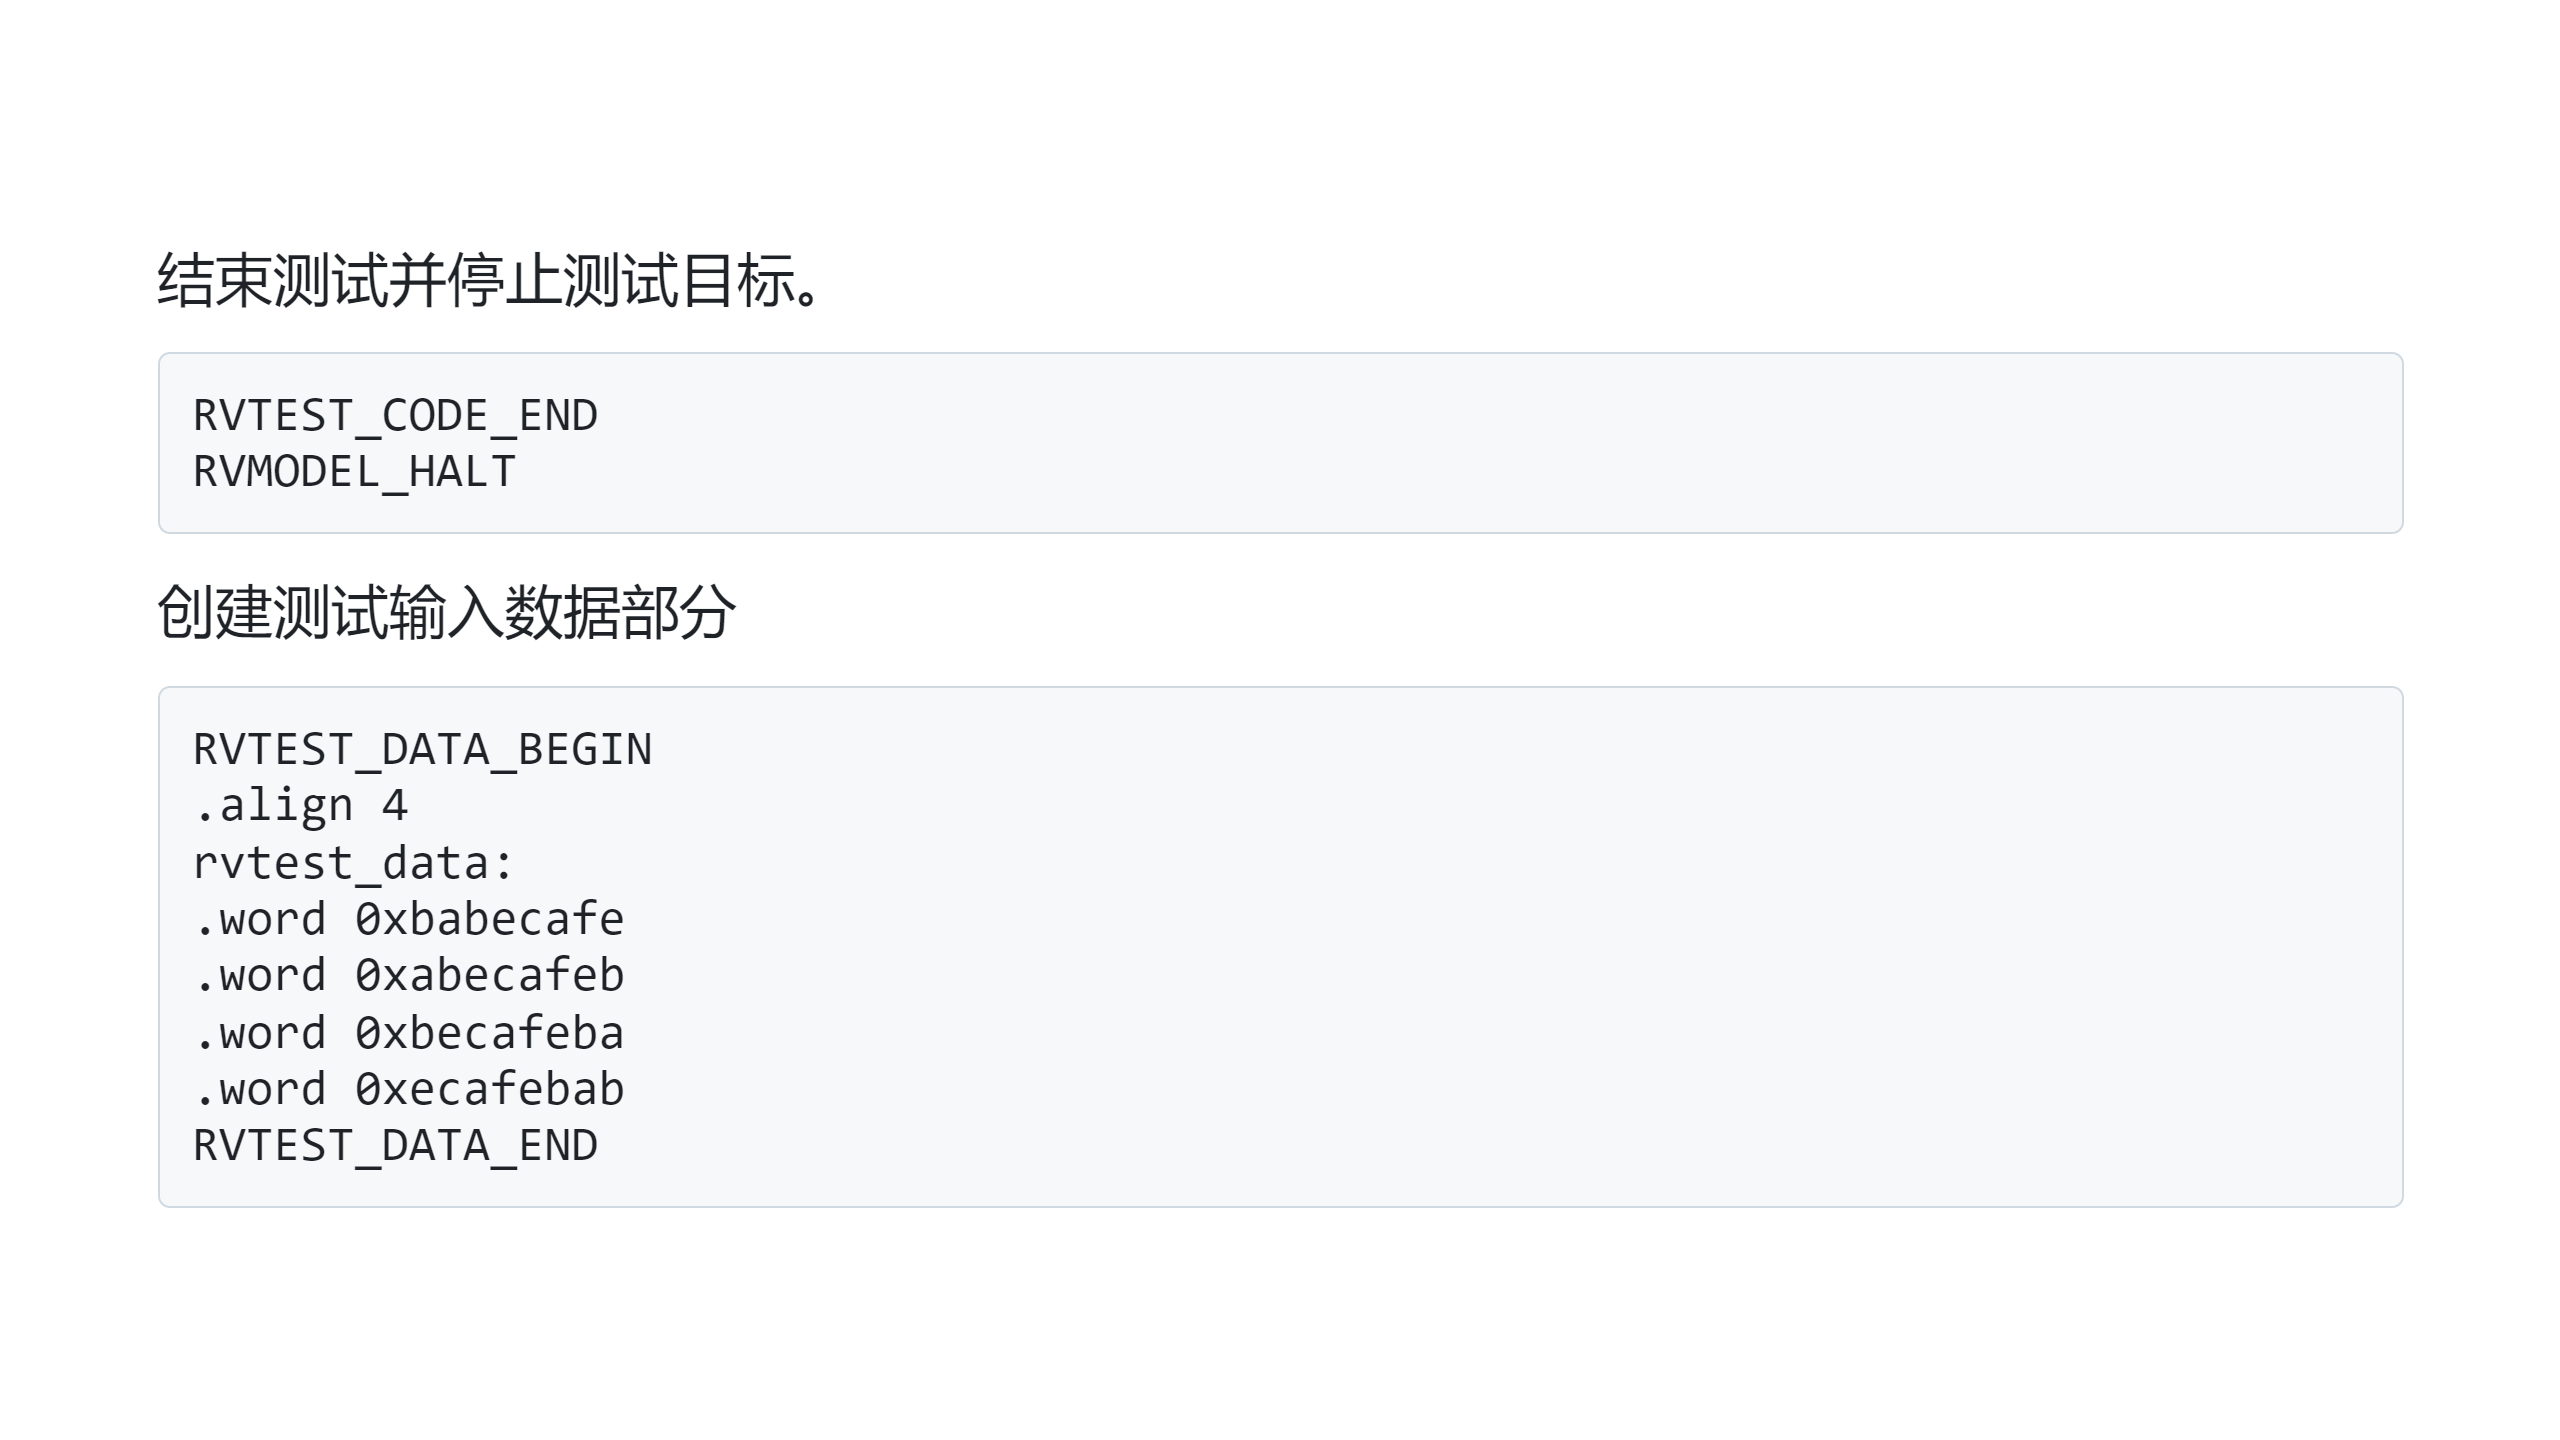 结束测试并停止测试目标。
RVTEST_CODE_END
RVMODEL_HALT
创建测试输入数据部分
RVTEST_DATA_BEGIN
.align 4
rvtest_data:
.word 0xbabecafe
.word 0xabecafeb
.word 0xbecafeba
.word 0xecafebab
RVTEST_DATA_END